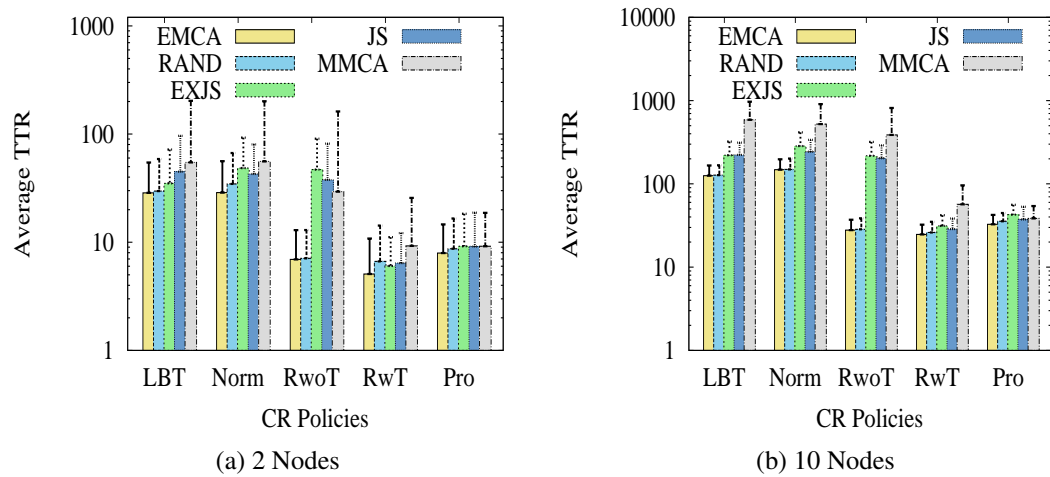 1000
100
10
1
Average TTR
EMCA
RAND
EXJS
JS
MMCA
LBT Norm RwoT RwT Pro
CR Policies
(a) 2 Nodes
10000
1000
100
10
1
Average TTR
EMCA
RAND
EXJS
JS
MMCA
LBT Norm RwoT RwT Pro
CR Policies
(b) 10 Nodes